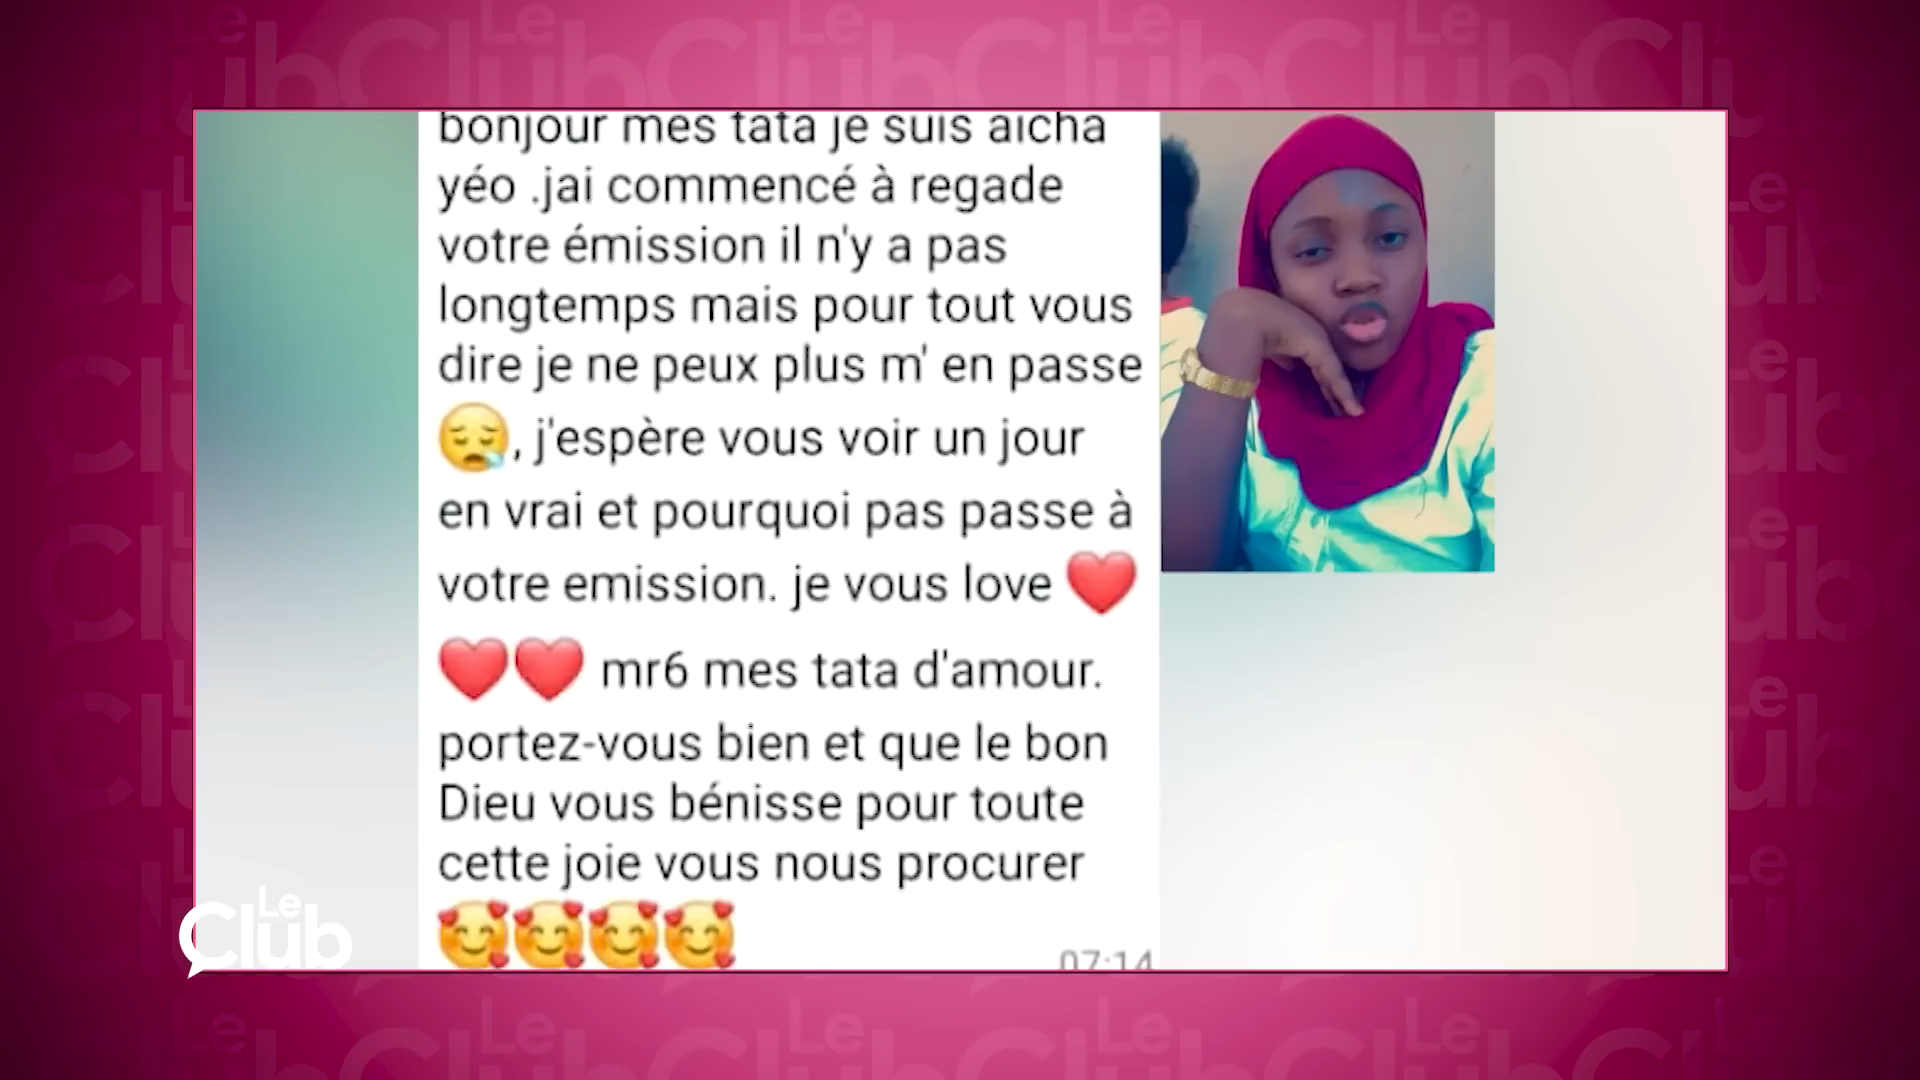 bonjour mes tata je suis aicha
yéo .jai commencé à regade
votre émission il n'y a pas
longtemps mais pour tout vous
dire je ne peux plus m' en passe
😪, j'espère vous voir un jour
en vrai et pourquoi pas passe à
votre emission. je vous love ❤️
❤️❤️ mr6 mes tata d'amour.
portez-vous bien et que le bon
Dieu vous bénisse pour toute
cette joie vous nous procurer
🥰🥰🥰🥰
07:14
Le
Club